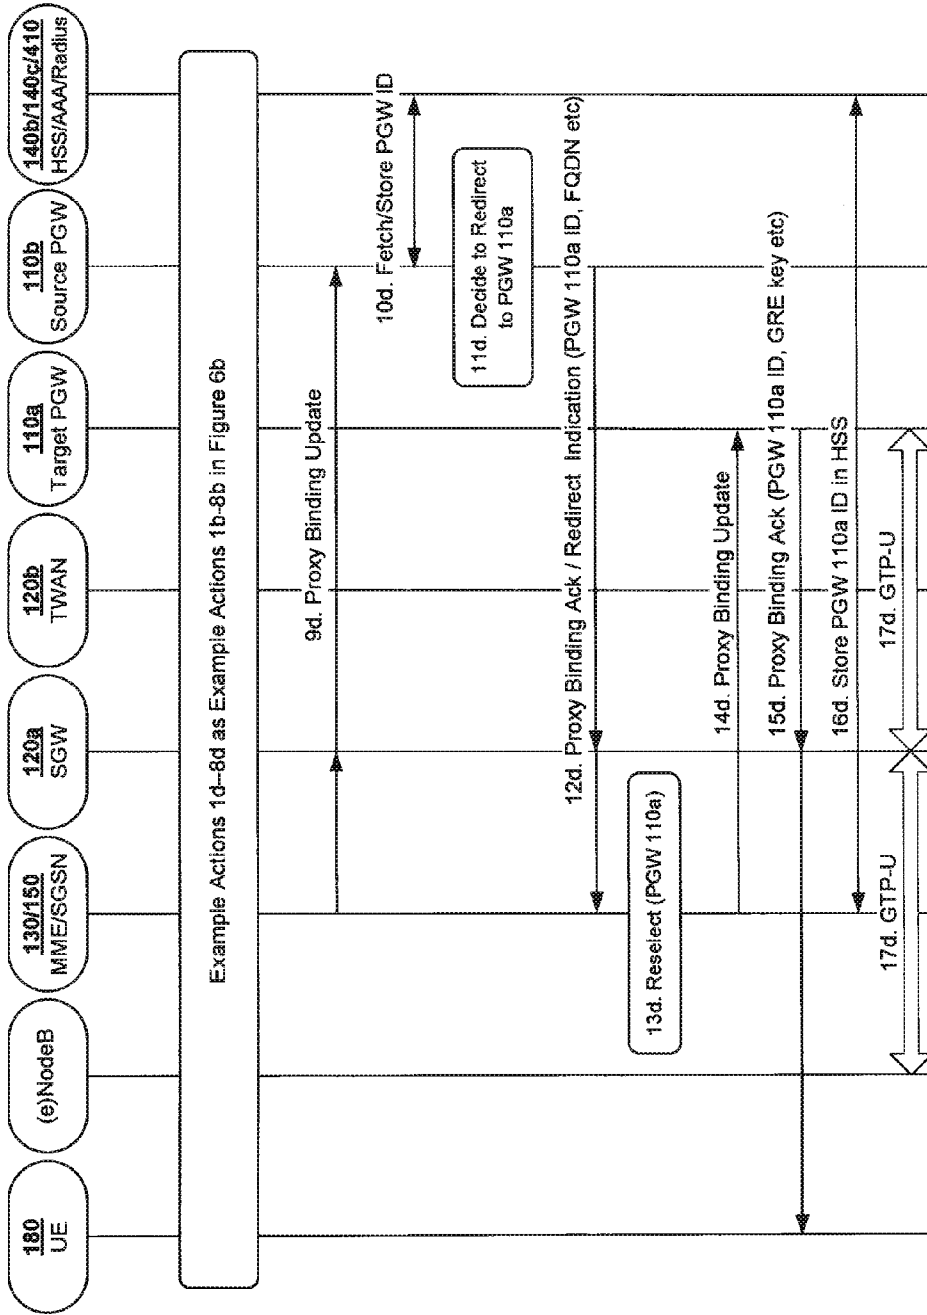 180
UE
(e)NodeB
130/150
MME/SGSN
120a
SGW
120b
TWAN
110a
Target PGW
110b
Source PGW
140b/140c/410
HSS/AAA/Radius
Example Actions 1d–8d as Example Actions 1b-8b in Figure 6b
9d. Proxy Binding Update
10d. Fetch/Store PGW ID
11d. Decide to Redirect
to PGW 110a
12d. Proxy Binding Ack / Redirect Indication (PGW 110a ID, FQDN etc)
13d. Reselect (PGW 110a)
14d. Proxy Binding Update
15d. Proxy Binding Ack (PGW 110a ID, GRE key etc)
16d. Store PGW 110a ID in HSS
17d. GTP-U
17d. GTP-U